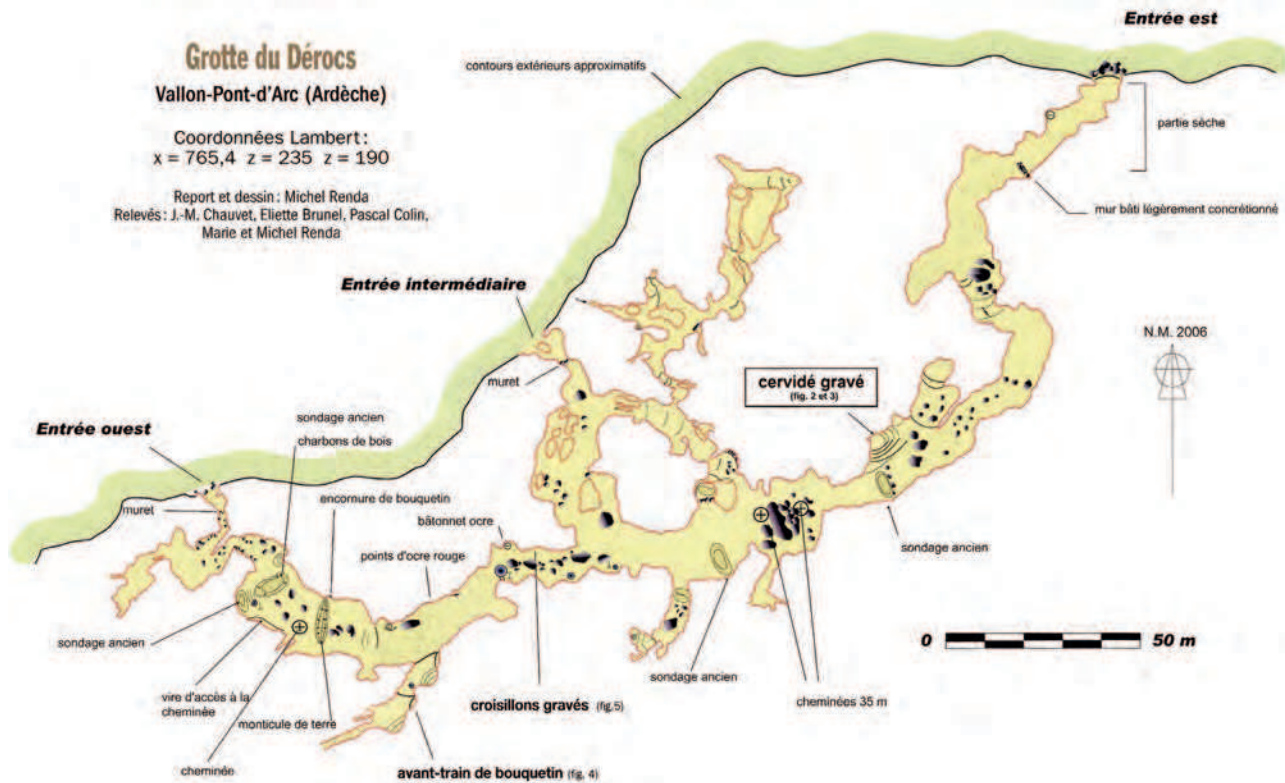 Entrée est
Grotte du Dérocs
contours extérieurs approximatifs
Vallon-Pont-d'Arc (Ardèche)
partie sèche
Coordonnées Lambert:
x = 765,4 z = 235 z = 190
Report et dessin: Michel Renda
Relevés: J.-M. Chauvet, Eliette Brunel, Pascal Colin,
Marie et Michel Renda
mur bâti légèrement concrétionné
Entrée intermédiaire
N.M. 2006
muret
cervidé gravé
(fig. 2 et 3)
sondage ancien
charbons de bois
Entrée ouest
encornure de bouquetin
muret
bâtonnet ocre
points d'ocre rouge
sondage ancien
0
50 m
sondage ancien
sondage ancien
vire d'accès à la
cheminée
monticule de terre
croisillons gravés (fig.5)
cheminées 35 m
cheminée
avant-train de bouquetin (fig. 4)